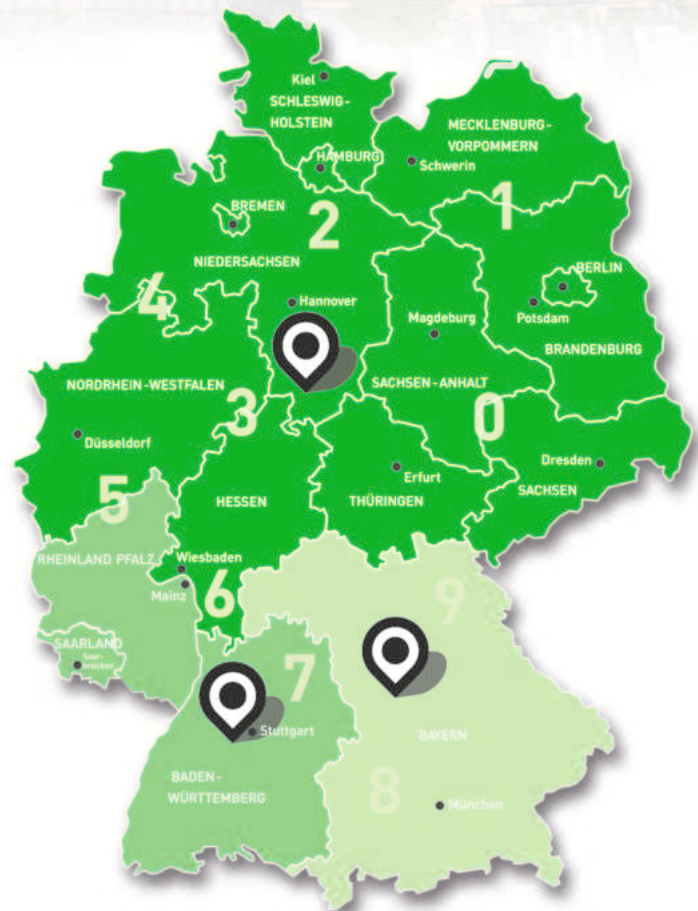 Kiel
SCHLESWIG-
HOLSTEIN
MECKLENBURG-
VORPOMMERN
HAMBURG
Schwerin
1
BREMEN
2
NIEDERSACHSEN
BERLIN
4
Hannover
Potsdam
Magdeburg
BRANDENBURG
NORDRHEIN-WESTFALEN
SACHSEN-ANHALT
3
0
Düsseldorf
Dresden
Erfurt
5
HESSEN
THÜRINGEN
SACHSEN
RHEINLAND PFALZ
Wiesbaden
Mainz
6
9
SAARLAND
Saar-
brücken
7
Stuttgart
BAYERN
BADEN-
WÜRTTEMBERG
8
München